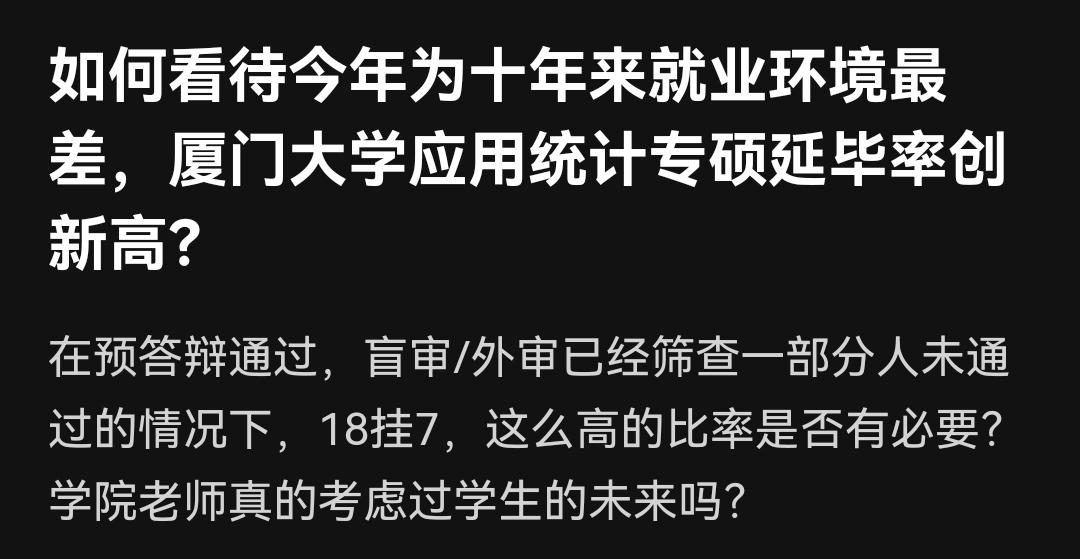 如何看待今年为十年来就业环境最
差，厦门大学应用统计专硕延毕率创
新高？
在预答辩通过，盲审/外审已经筛查一部分人未通
过的情况下，18挂7，这么高的比率是否有必要？
学院老师真的考虑过学生的未来吗？